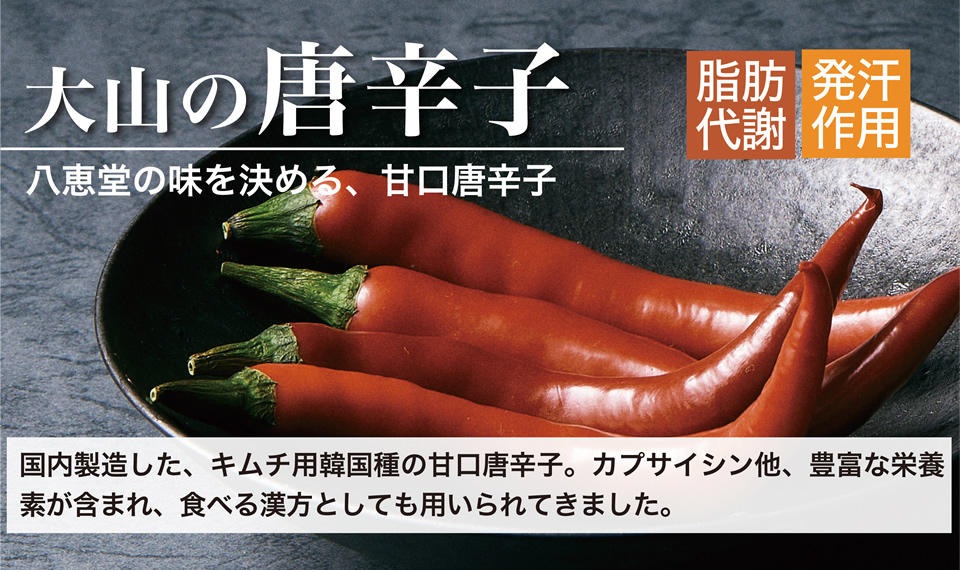 大山の唐辛子
八恵堂の味を決める、甘口唐辛子
脂肪
代謝
発汗
作用
国内製造した、キムチ用韓国種の甘口唐辛子。カプサイシン他、豊富な栄養
素が含まれ、食べる漢方としても用いられてきました。